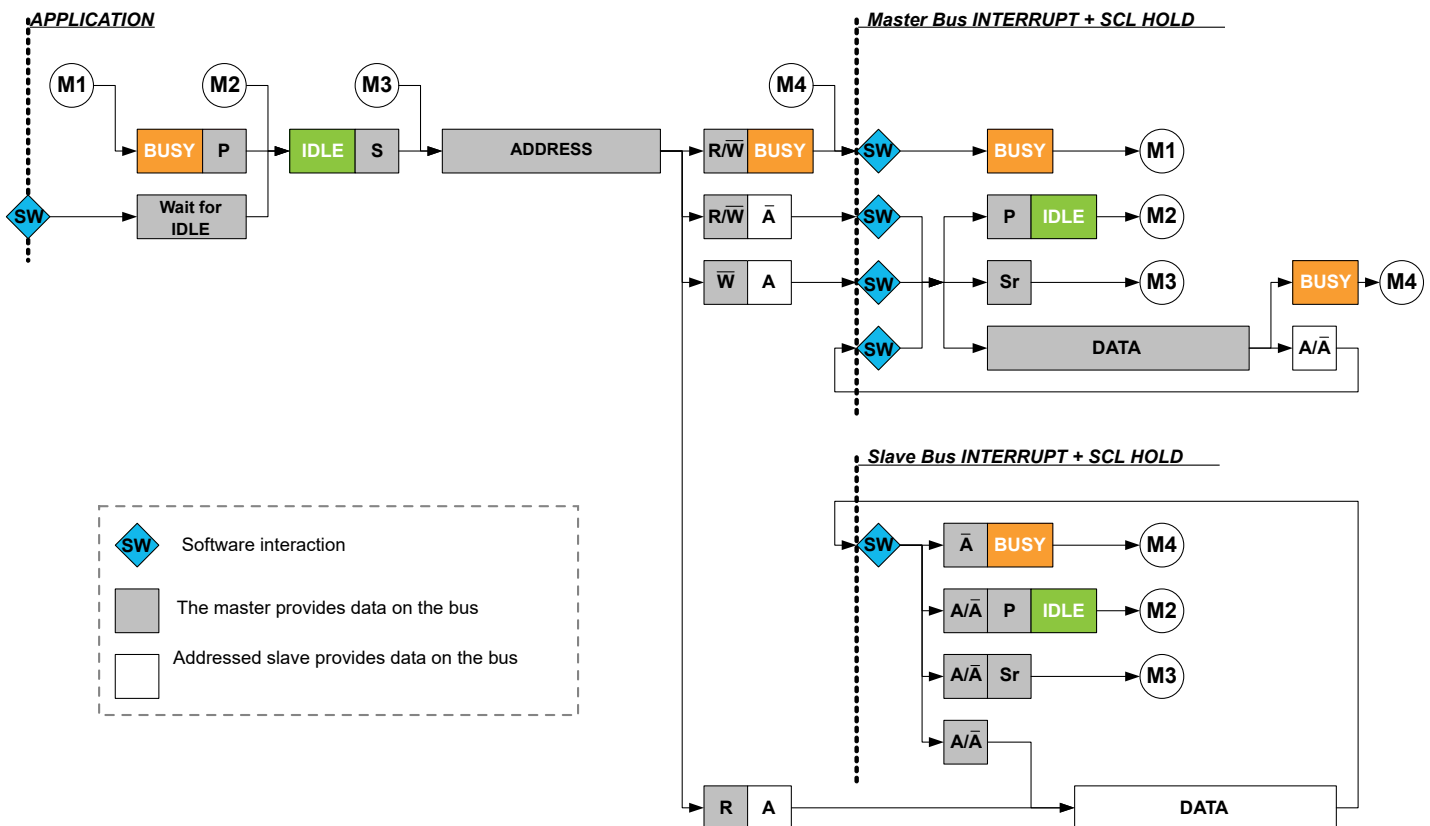 APPLICATION
Master Bus INTERRUPT + SCL HOLD
M1
M2
M3
M4
BUSY P
IDLE S
ADDRESS
R/W̅ BUSY
SW
BUSY
M1
SW
Wait for
IDLE
R/W̅ A̅
SW
P IDLE
M2
W̅ A
SW
Sr
M3
BUSY
M4
SW
DATA
A/A̅
Slave Bus INTERRUPT + SCL HOLD
SW
A̅ BUSY
M4
A/A̅ P IDLE
M2
A/A̅ Sr
M3
A/A̅
R A
DATA
SW Software interaction
The master provides data on the bus
Addressed slave provides data on the bus